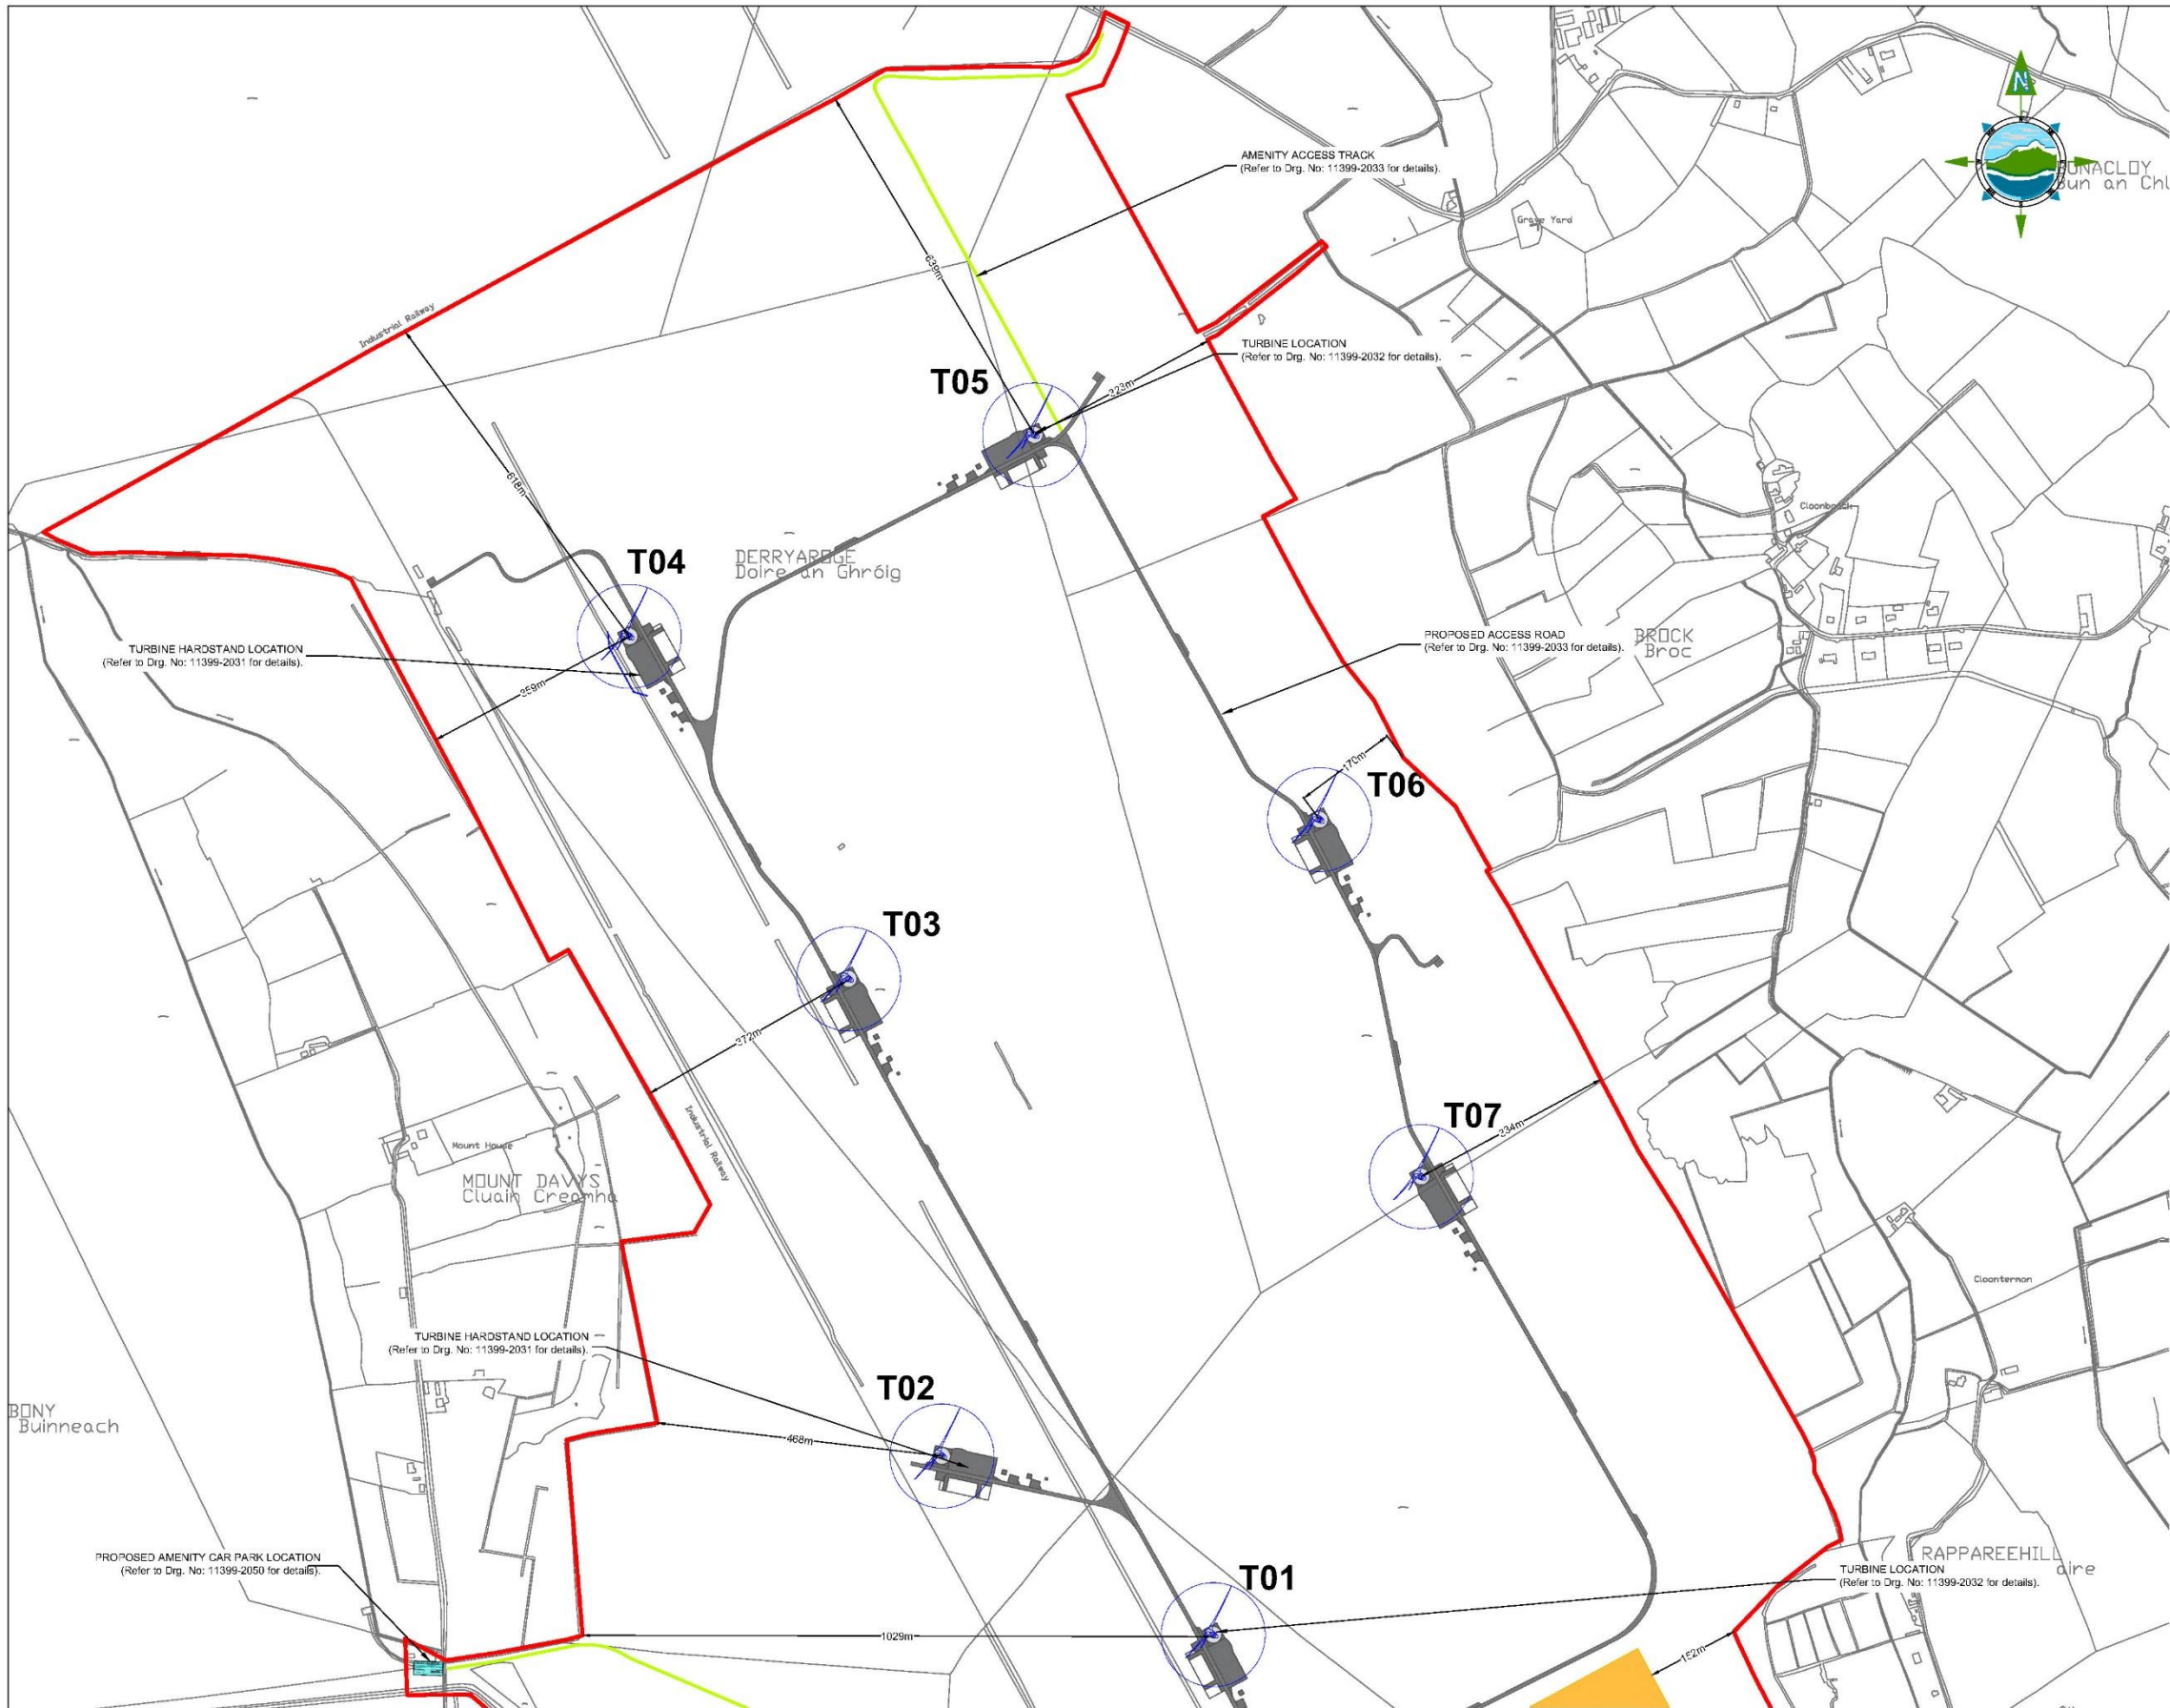 N
BUNACLOY
Bun an Chl
AMENITY ACCESS TRACK
(Refer to Drg. No: 11399-2033 for details).
Grave Yard
639m
Industrial Railway
TURBINE LOCATION
(Refer to Drg. No: 11399-2032 for details).
T05
323m
618m
Cloonbrock
T04
DERRYAROGE
Doire an Ghróig
TURBINE HARDSTAND LOCATION
(Refer to Drg. No: 11399-2031 for details).
PROPOSED ACCESS ROAD
(Refer to Drg. No: 11399-2033 for details).
BROCK
Broc
359m
170m
T06
T03
372m
Industrial Railway
T07
334m
Mount House
MOUNT DAVYS
Cluain Creamha
Cloonterman
TURBINE HARDSTAND LOCATION
(Refer to Drg. No: 11399-2031 for details).
T02
BONY
Buinneach
468m
PROPOSED AMENITY CAR PARK LOCATION
(Refer to Drg. No: 11399-2050 for details).
RAPPAREEHILL
aire
TURBINE LOCATION
(Refer to Drg. No: 11399-2032 for details).
T01
1029m
152m